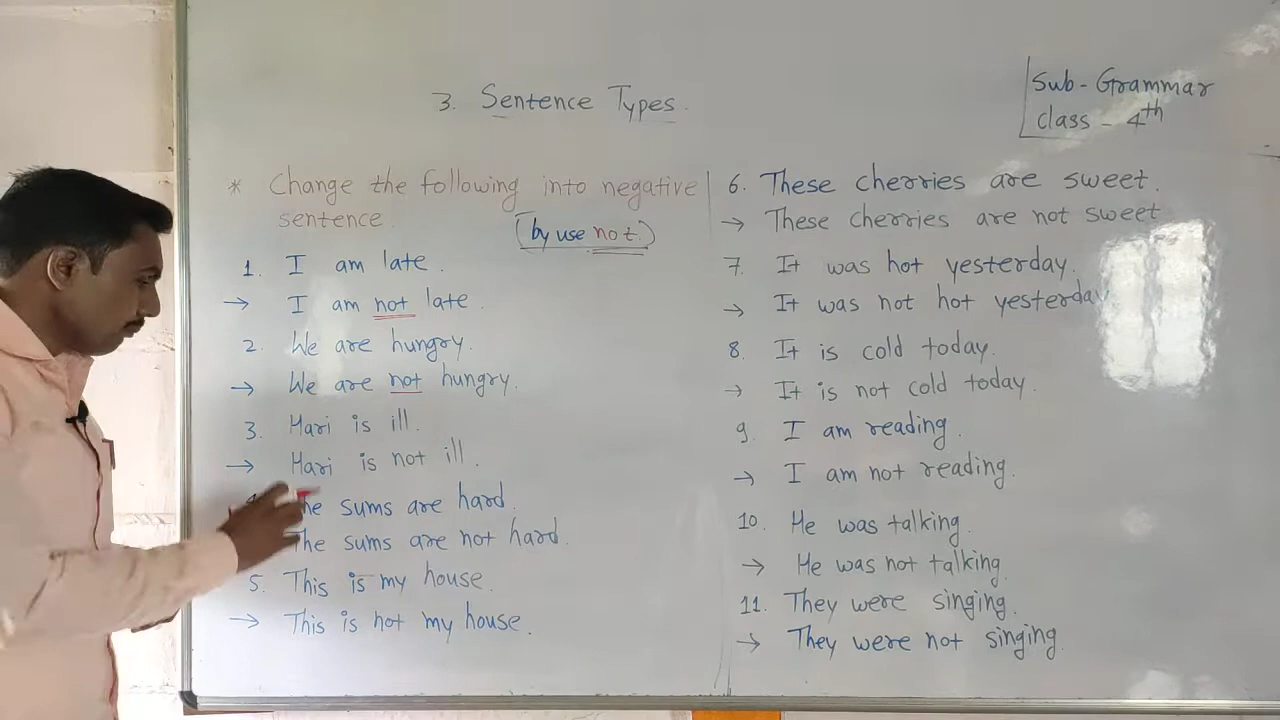 3. Sentence Types.
Sub - Grammar
Class - 4th
* Change the following into negative
sentence.
(by use not.)
1. I am late.
→ I am not late.
2. We are hungry.
→ We are not hungry.
3. Hari is ill.
→ Hari is not ill.
The sums are hard.
The sums are not hard.
5. This is my house.
→ This is not my house.
6. These cherries are sweet.
→ These cherries are not sweet
7. It was hot yesterday.
→ It was not hot yesterday
8. It is cold today.
→ It is not cold today.
9. I am reading.
→ I am not reading.
10. He was talking.
→ He was not talking.
11. They were singing.
→ They were not singing.